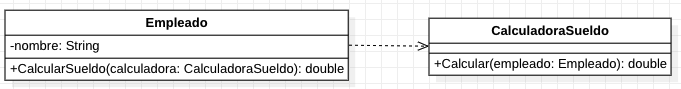 Empleado
-nombre: String
+CalcularSueldo(calculadora: CalculadoraSueldo): double
CalculadoraSueldo
+Calcular(empleado: Empleado): double